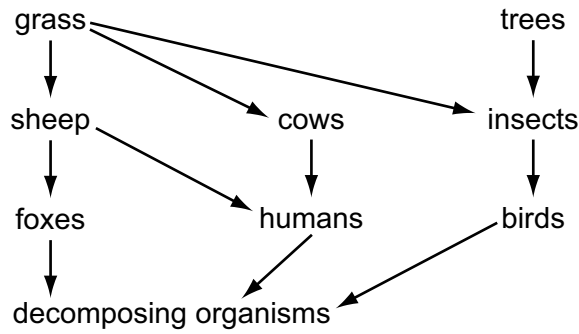 grass trees
sheep cows insects
foxes humans birds
decomposing organisms